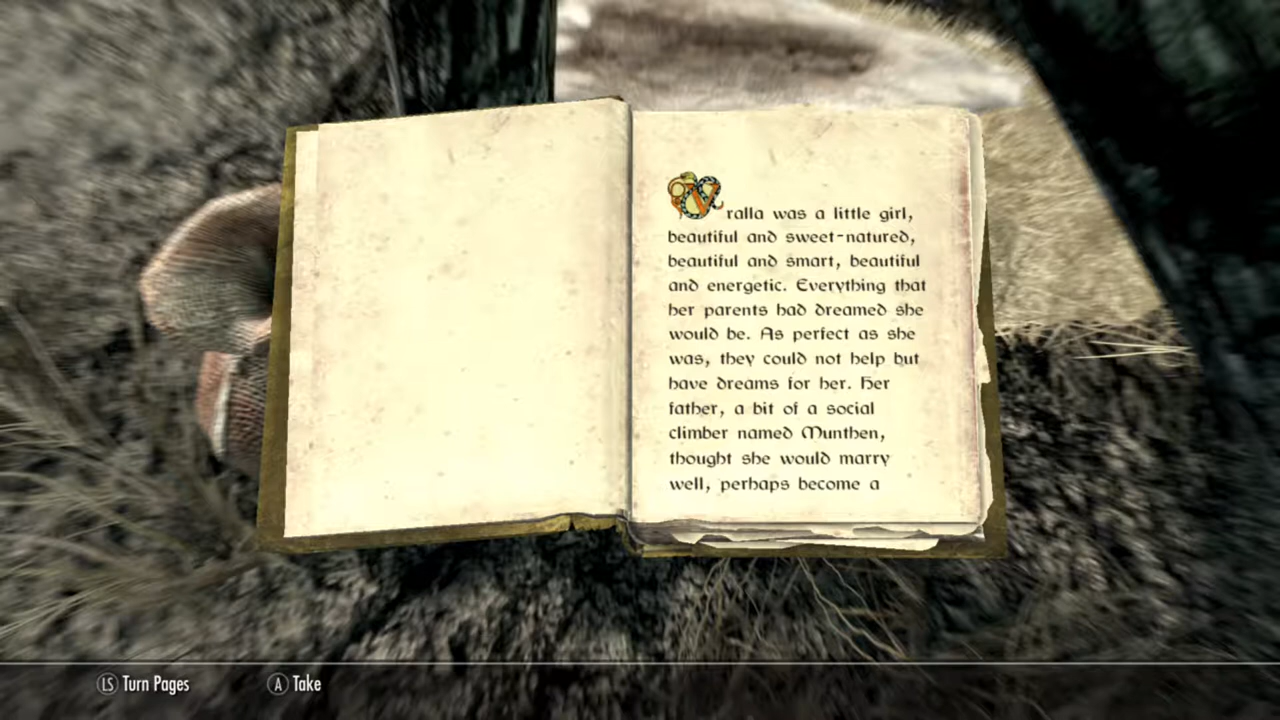 Vralla was a little girl,
beautiful and sweet-natured,
beautiful and smart, beautiful
and energetic. Everything that
her parents had dreamed she
would be. As perfect as she
was, they could not help but
have dreams for her. Her
father, a bit of a social
climber named Munthen,
thought she would marry
well, perhaps become a
LS Turn Pages
A Take